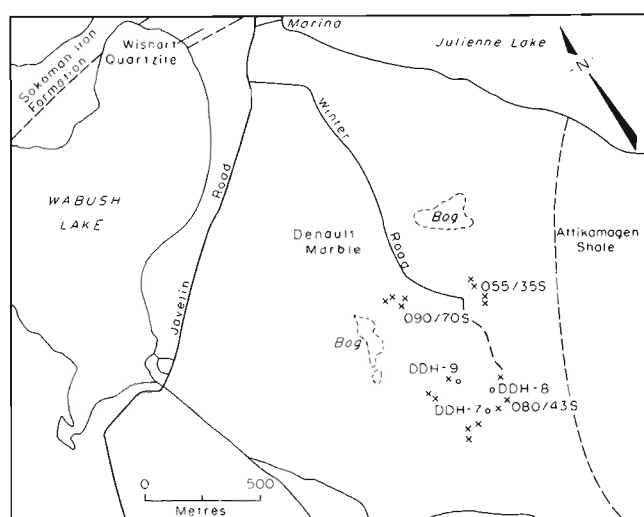 Marina
Julienne Lake
Wishart
Quartzite
Sokoman Iron
Formation
-N-
Winter
Road
WABUSH
LAKE
Javelin
Road
Bog
Denault
Marble
Attikamagen
Shale
055/35S
090/70S
Bog
DDH-9
DDH-8
DDH-7
080/43S
0 500
Metres